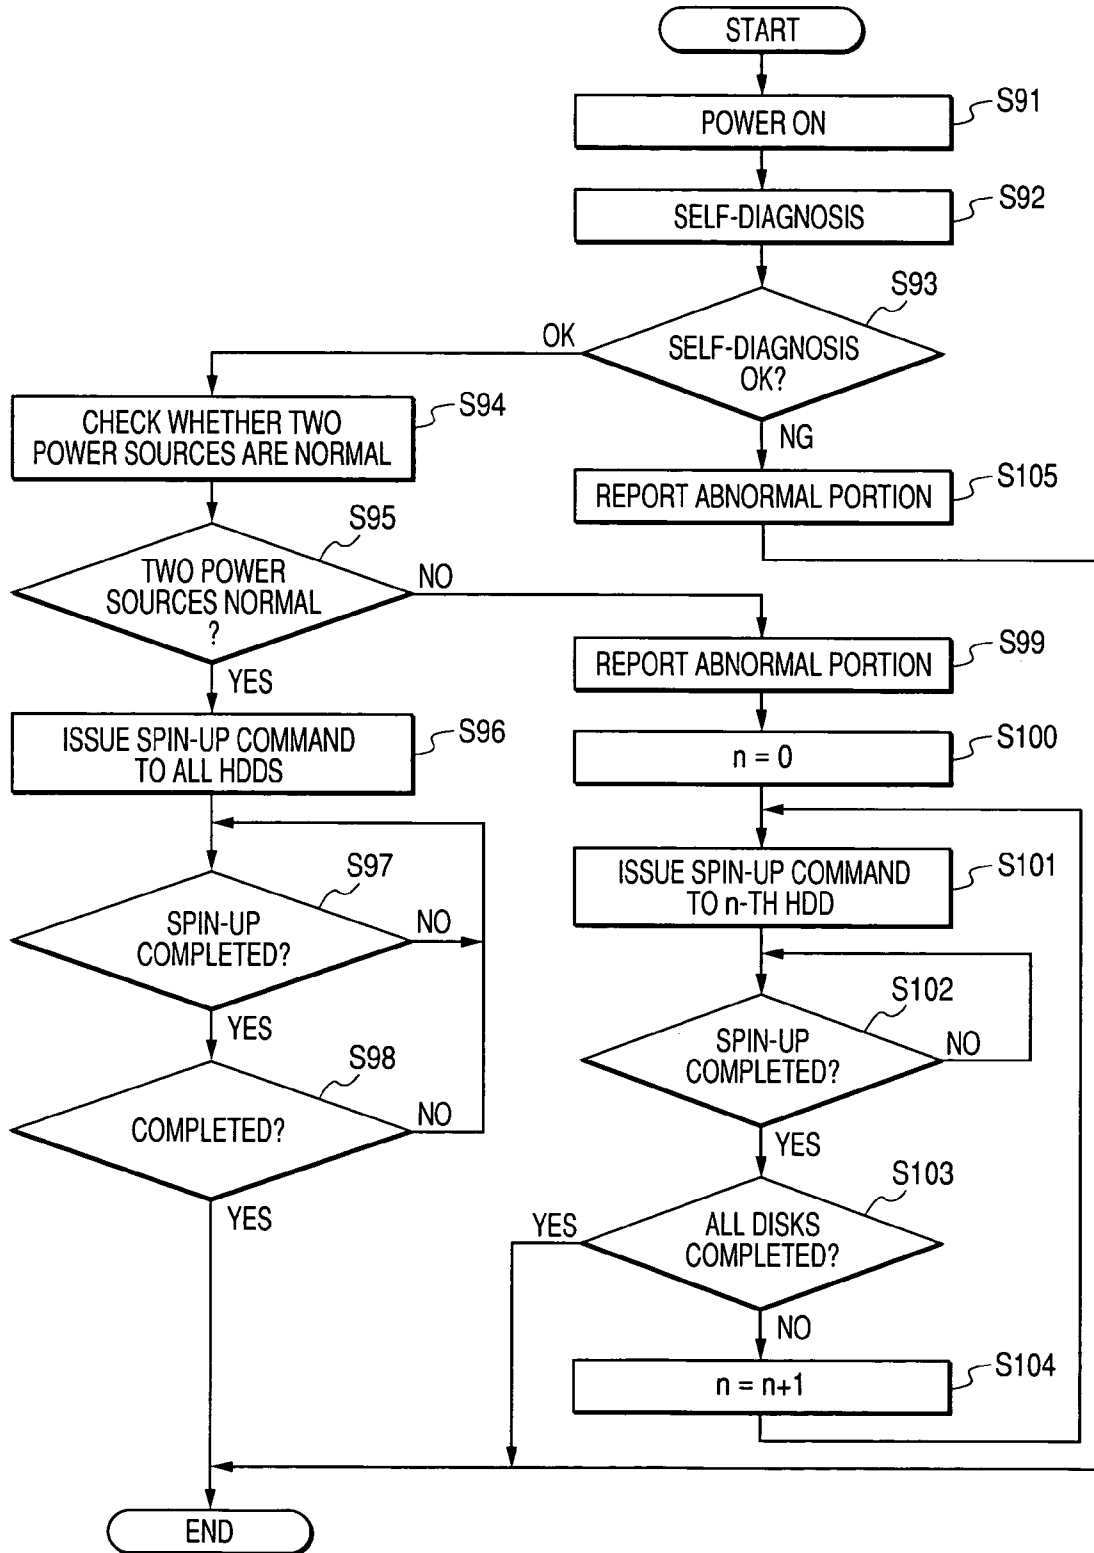 START
POWER ON
S91
SELF-DIAGNOSIS
S92
SELF-DIAGNOSIS
OK?
S93
OK
NG
CHECK WHETHER TWO
POWER SOURCES ARE NORMAL
S94
REPORT ABNORMAL PORTION
S105
TWO POWER
SOURCES NORMAL
?
S95
NO
YES
REPORT ABNORMAL PORTION
S99
ISSUE SPIN-UP COMMAND
TO ALL HDDS
S96
n = 0
S100
ISSUE SPIN-UP COMMAND
TO n-TH HDD
S101
SPIN-UP
COMPLETED?
S97
NO
YES
SPIN-UP
COMPLETED?
S102
NO
YES
COMPLETED?
S98
NO
YES
ALL DISKS
COMPLETED?
S103
YES
NO
n = n+1
S104
END